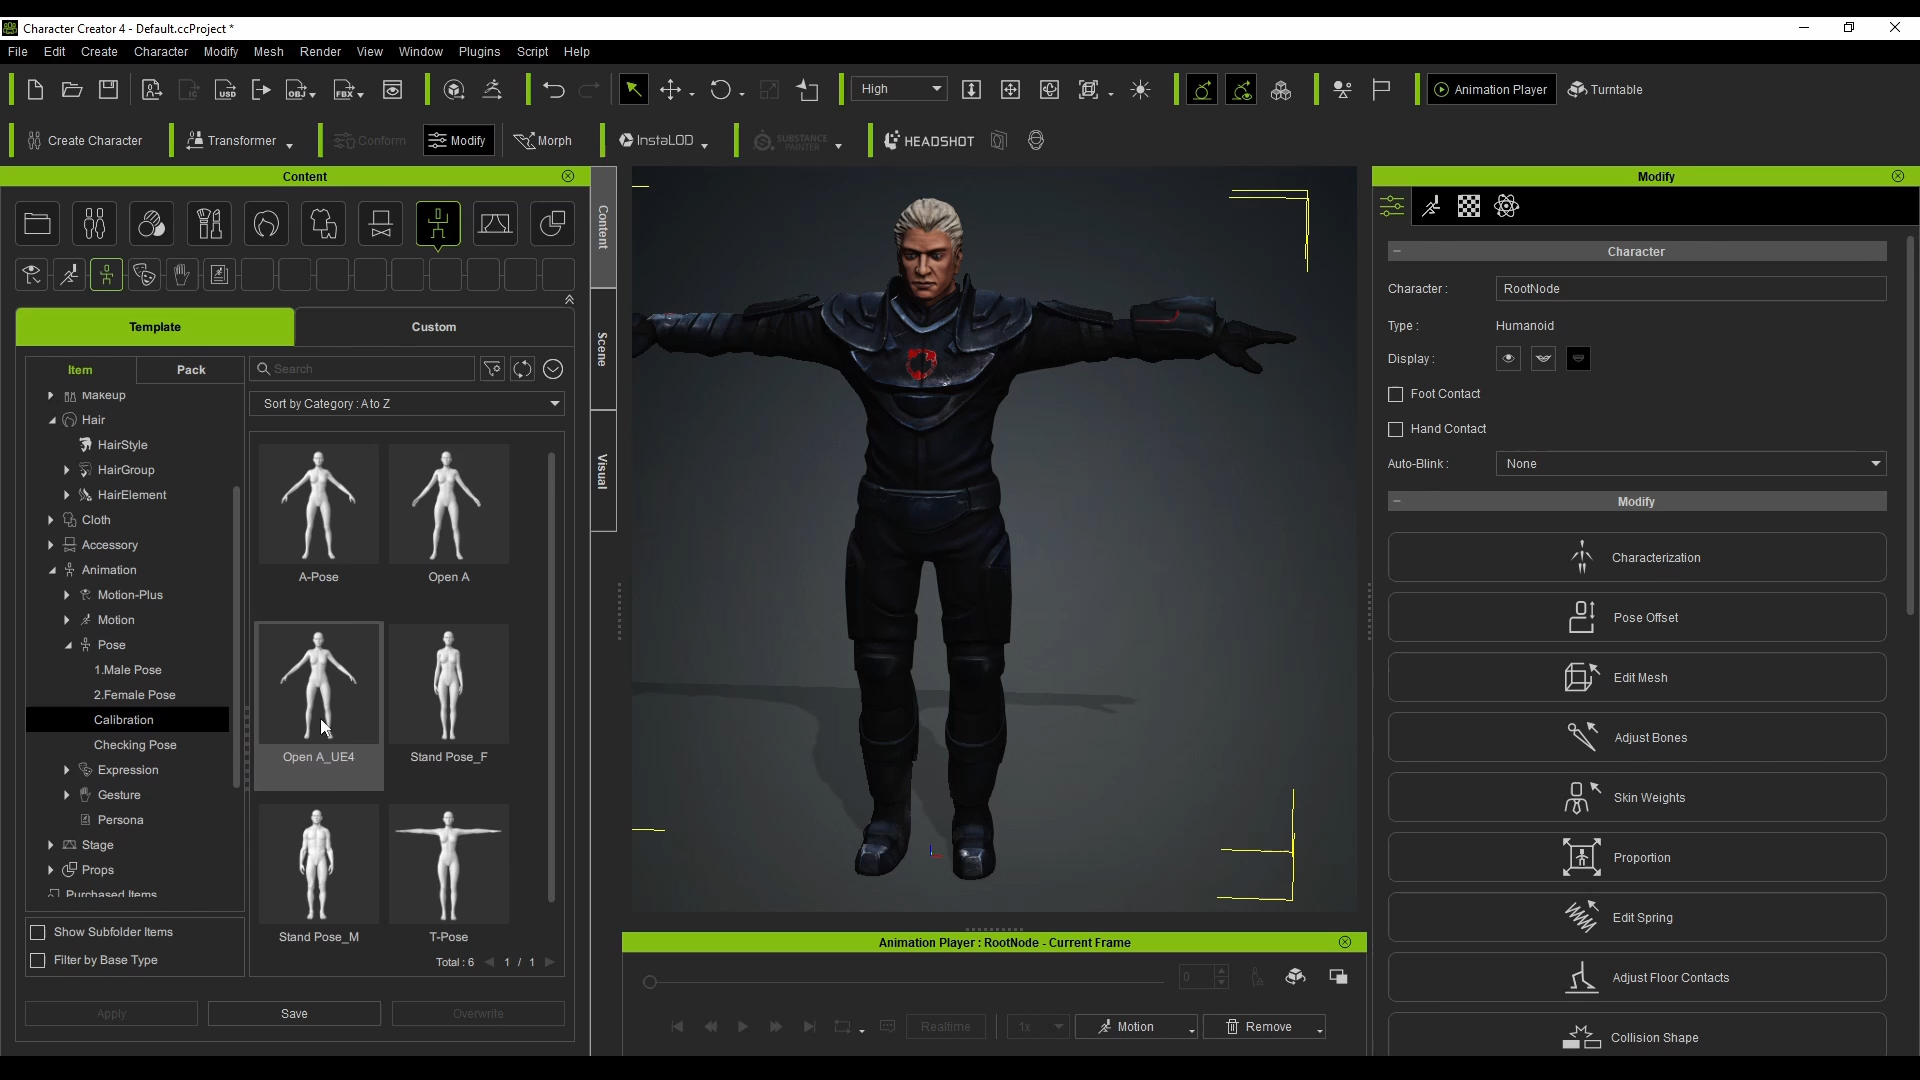 Character Creator 4 - Default.ccProject *
File Edit Create Character Modify Mesh Render View Window Plugins Script Help
USD OBJ FBX High Animation Player Turntable
Create Character Transformer Conform Modify Morph InstaLOD SUBSTANCE PAINTER HEADSHOT
Content
Template Custom
Item Pack
Search
Sort by Category : A to Z
Makeup
Hair
HairStyle
HairGroup
HairElement
Cloth
Accessory
Animation
Motion-Plus
Motion
Pose
1.Male Pose
2.Female Pose
Calibration
Checking Pose
Expression
Gesture
Persona
Stage
Props
Purchased Items
Show Subfolder Items
Filter by Base Type
A-Pose Open A
Open A_UE4 Stand Pose_F
Stand Pose_M T-Pose
Total : 6 1 / 1
Apply Save Overwrite
Content
Scene
Visual
Animation Player : RootNode - Current Frame
0
Realtime 1x Motion Remove
Modify
Character
Character : RootNode
Type : Humanoid
Display :
Foot Contact
Hand Contact
Auto-Blink : None
Modify
Characterization
Pose Offset
Edit Mesh
Adjust Bones
Skin Weights
Proportion
Edit Spring
Adjust Floor Contacts
Collision Shape